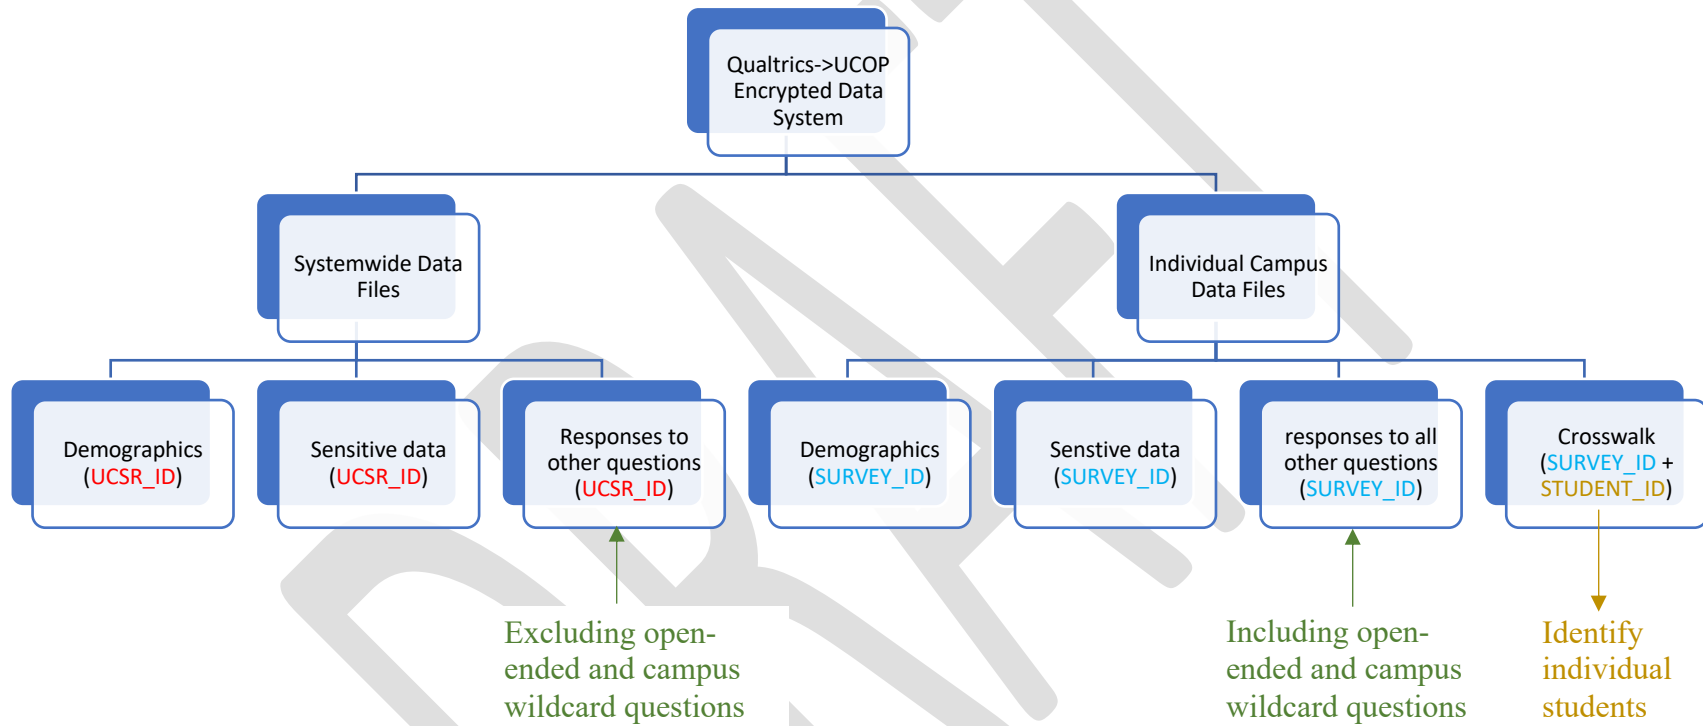 Qualtrics->UCOP
Encrypted Data
System
Systemwide Data
Files
Individual Campus
Data Files
Demographics
(UCSR_ID)
Sensitive data
(UCSR_ID)
Responses to
other questions
(UCSR_ID)
Demographics
(SURVEY_ID)
Senstive data
(SURVEY_ID)
responses to all
other questions
(SURVEY_ID)
Crosswalk
(SURVEY_ID +
STUDENT_ID)
Excluding open-
ended and campus
wildcard questions
Including open-
ended and campus
wildcard questions
Identify
individual
students
DRAFT